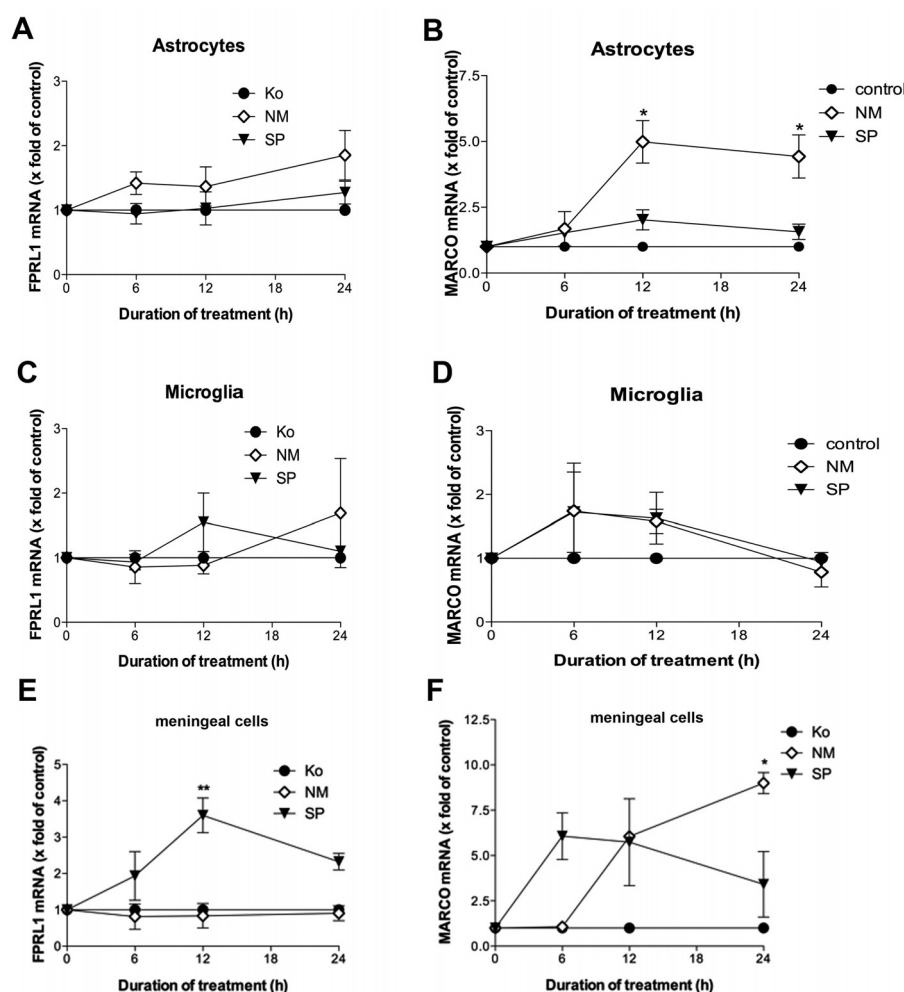 A
Astrocytes
FPRL1 mRNA (x fold of control)
3
2
1
0
0
6
12
18
24
Duration of treatment (h)
Ko
NM
SP
B
Astrocytes
MARCO mRNA (x fold of control)
7.5
5.0
2.5
0.0
0
6
12
18
24
Duration of treatment (h)
control
NM
SP
*
*
C
Microglia
FPRL1 mRNA (x fold of control)
3
2
1
0
0
6
12
18
24
Duration of treatment (h)
Ko
NM
SP
D
Microglia
MARCO mRNA (x fold of control)
3
2
1
0
0
6
12
18
24
Duration of treatment (h)
control
NM
SP
E
meningeal cells
FPRL1 mRNA (x fold of control)
5
4
3
2
1
0
0
6
12
18
24
Duration of treatment (h)
Ko
NM
SP
**
F
meningeal cells
MARCO mRNA (x fold of control)
12.5
10.0
7.5
5.0
2.5
0.0
0
6
12
18
24
Duration of treatment (h)
Ko
NM
SP
*